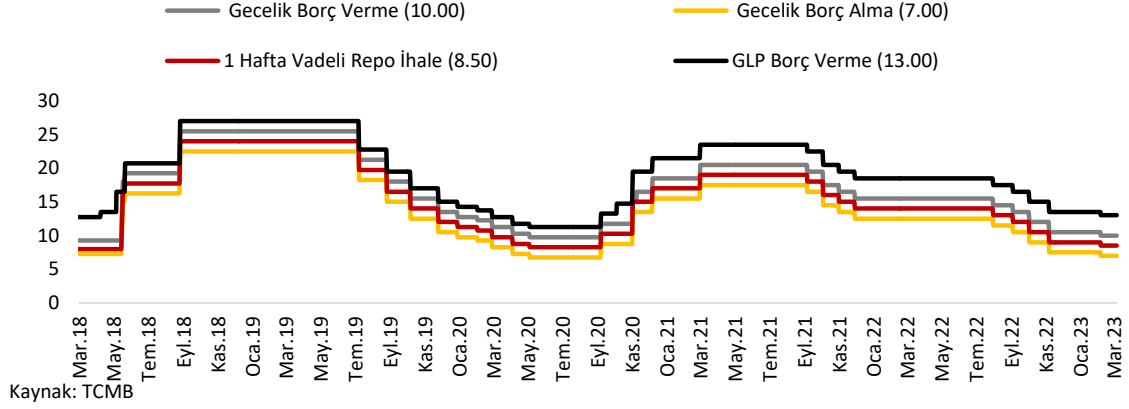 Gecelik Borç Verme (10.00)
Gecelik Borç Alma (7.00)
1 Hafta Vadeli Repo İhale (8.50)
GLP Borç Verme (13.00)
30
25
20
15
10
5
0
Mar.18
May.18
Tem.18
Eyl.18
Kas.18
Oca.19
Mar.19
May.19
Tem.19
Eyl.19
Kas.19
Oca.20
Mar.20
May.20
Tem.20
Eyl.20
Kas.20
Oca.21
Mar.21
May.21
Tem.21
Eyl.21
Kas.21
Oca.22
Mar.22
May.22
Tem.22
Eyl.22
Kas.22
Oca.23
Mar.23
Kaynak: TCMB